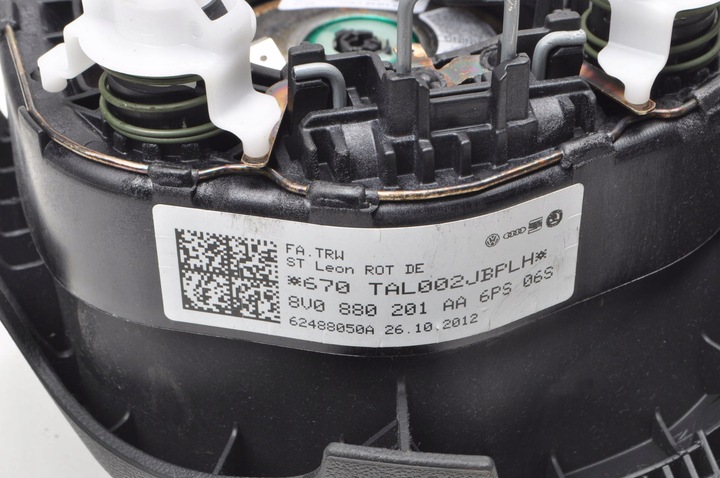 FA.TRW
ST Leon ROT DE
*670 TAL002JBPLH*
8V0 880 201 AA 6PS 06S
62488050A 26.10.2012